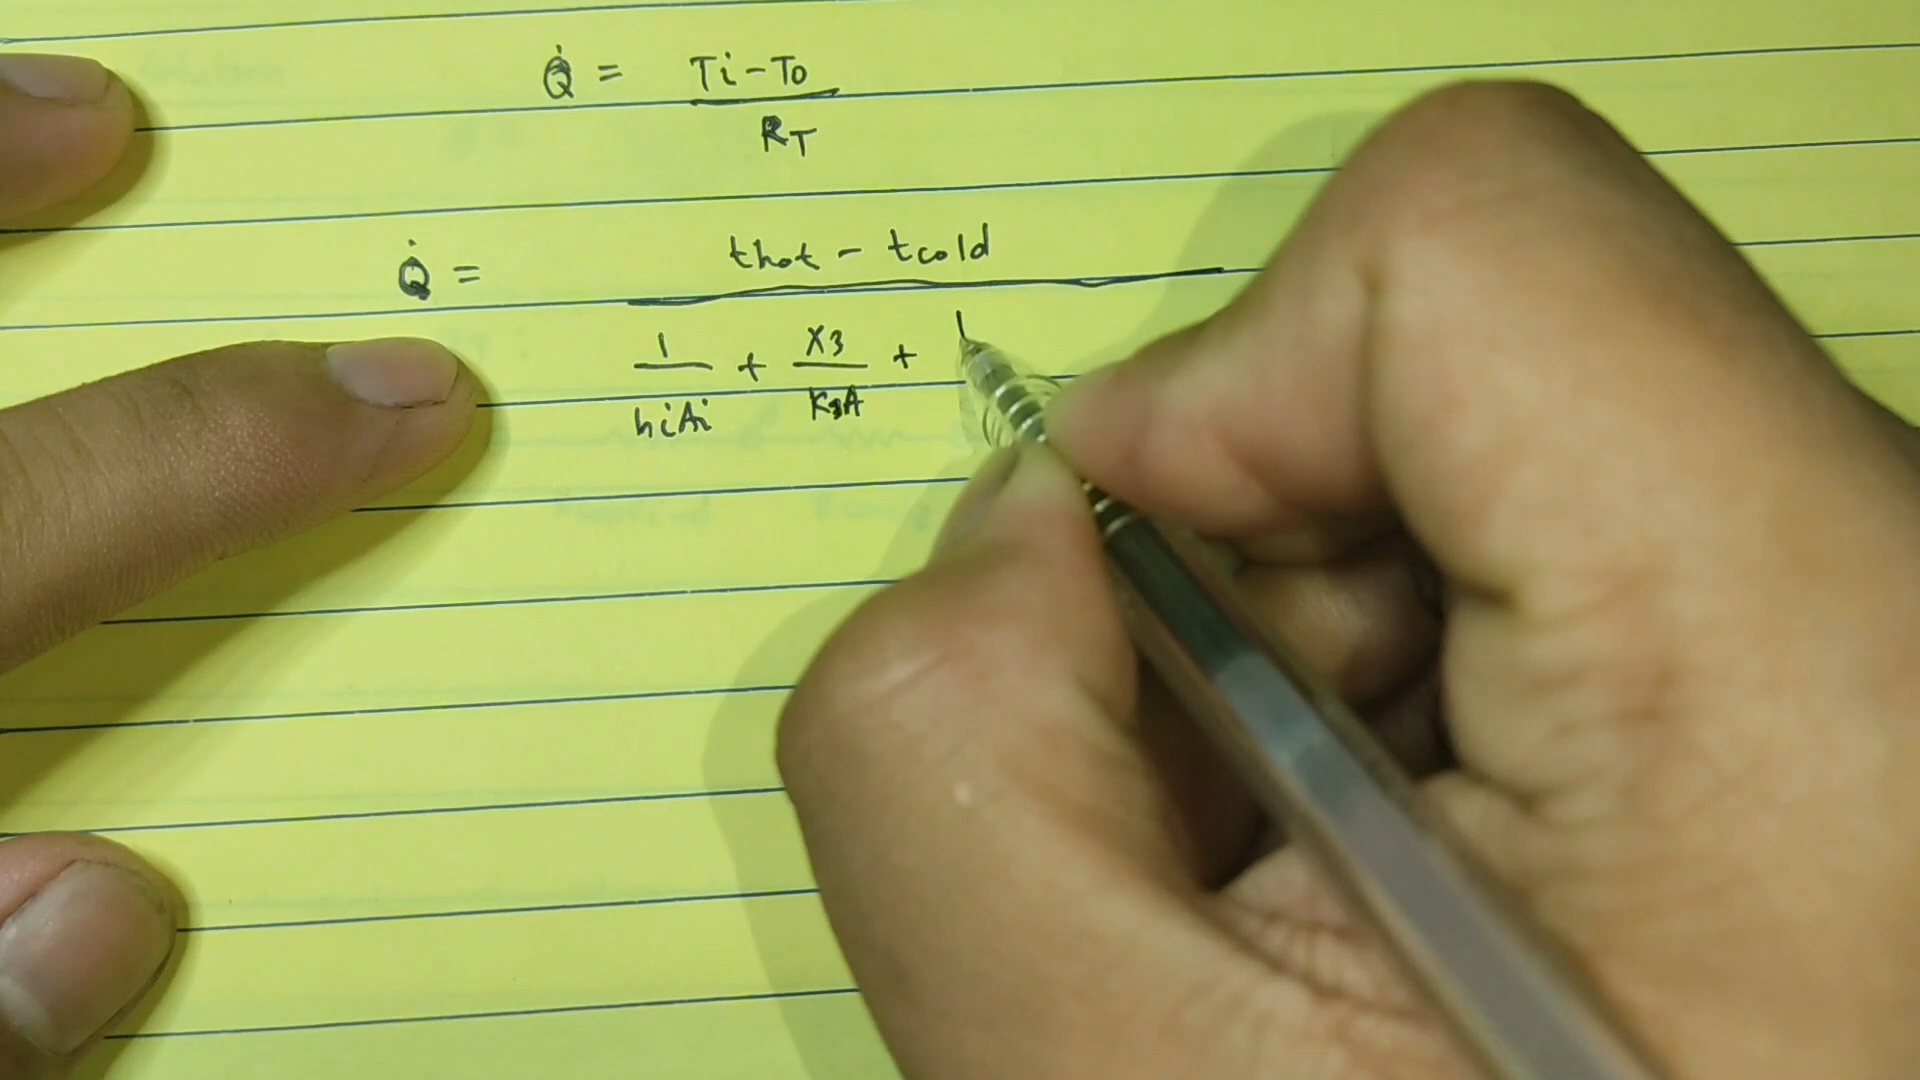 Q̇ = Ti - To
RT
Q̇ = thot - tcold
1 + x3 + 1
hiAi K3A